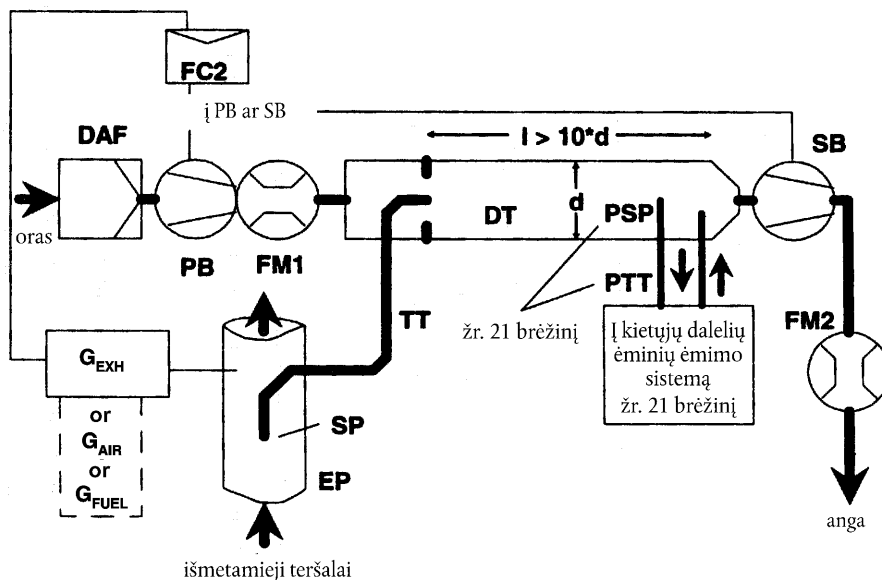 FC2
į PB ar SB
DAF
l > 10*d
SB
oras
d
DT
PSP
PB
FM1
PTT
TT
žr. 21 brėžinį
FM2
Į kietųjų dalelių
ėminių ėmimo
sistemą
žr. 21 brėžinį
G_EXH
or
G_AIR
or
G_FUEL
SP
EP
anga
išmetamieji teršalai